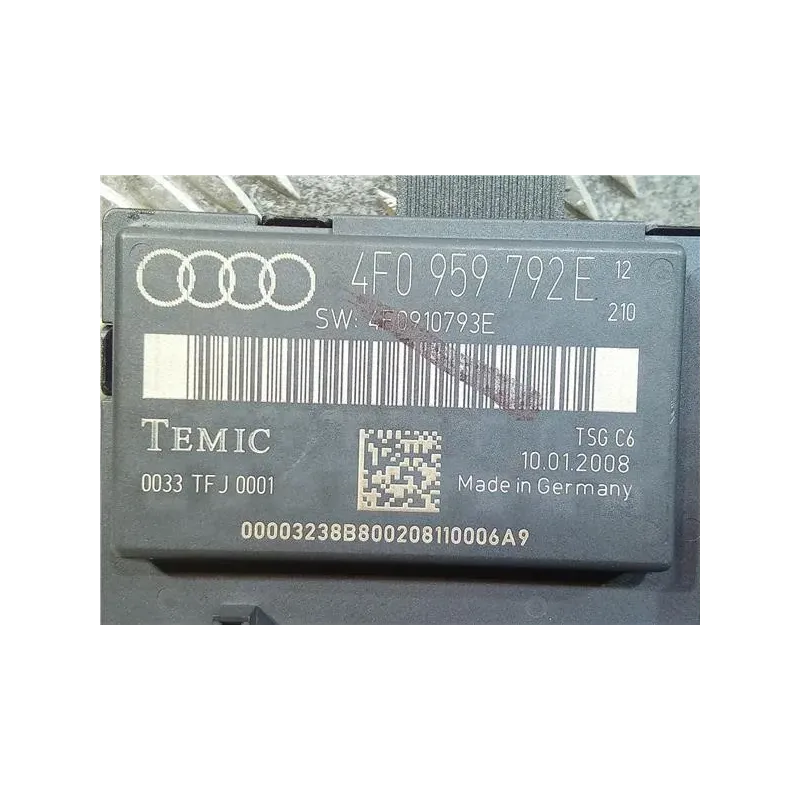 4F0 959 792E 12
210
SW: 4F0910793E
TEMIC
TSG C6
10.01.2008
0033 TFJ 0001
Made in Germany
00003238B800208110006A9